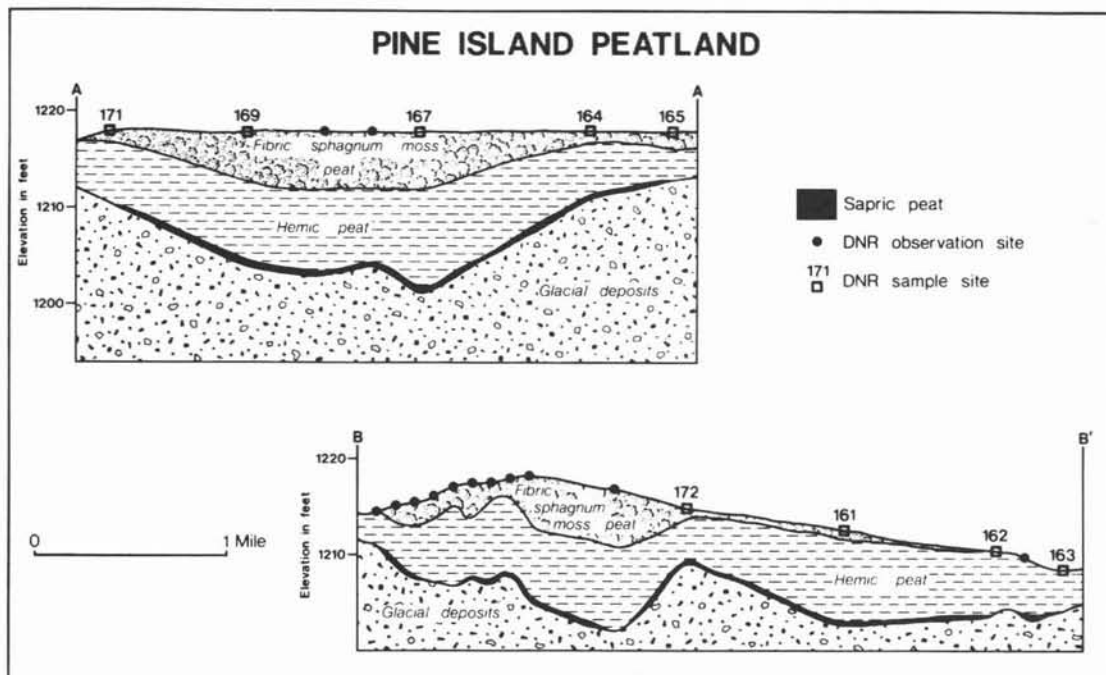 PINE ISLAND PEATLAND
A
A
1220
1210
1200
Elevation in feet
171
169
167
164
165
Fibric sphagnum moss
peat
Hemic peat
Glacial deposits
Sapric peat
DNR observation site
171
DNR sample site
B
B'
1220
1210
Elevation in feet
172
161
162
163
Fibric
sphagnum
moss peat
Hemic peat
Glacial deposits
0
1 Mile